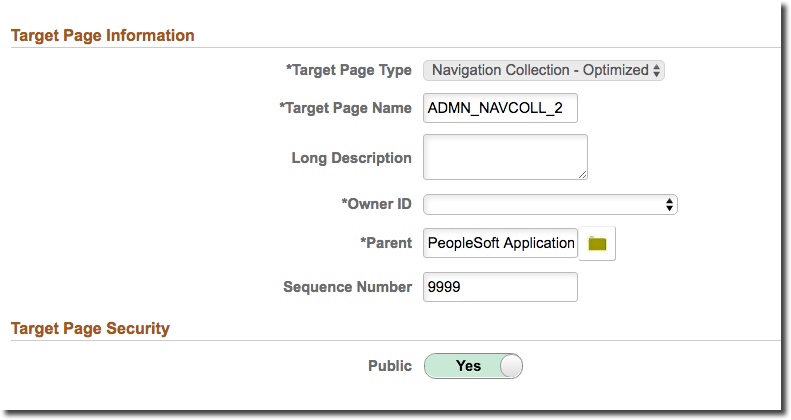 Target Page Information
*Target Page Type Navigation Collection - Optimized
*Target Page Name ADMN_NAVCOLL_2
Long Description
*Owner ID
*Parent PeopleSoft Application
Sequence Number 9999
Target Page Security
Public Yes